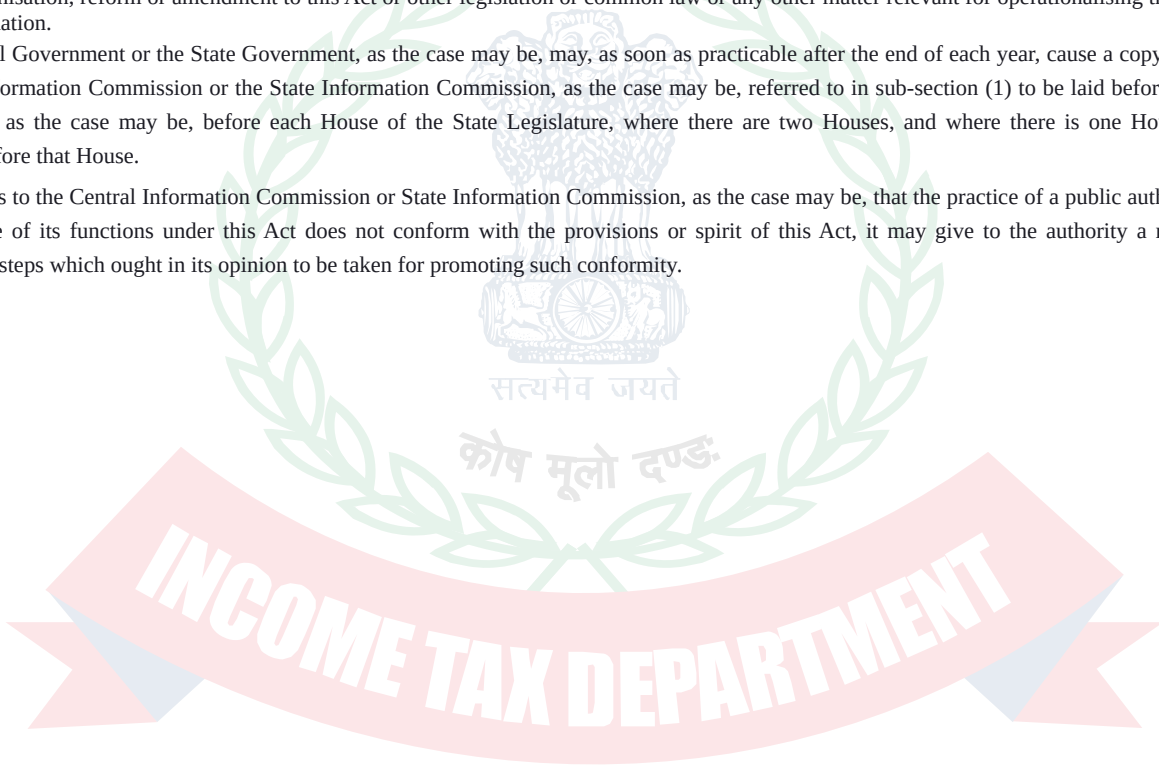 nisation, reform or amendment to this Act or other legislation or common law or any other matter relevant for operationalising
ation.
l Government or the State Government, as the case may be, may, as soon as practicable after the end of each year, cause a copy
ormation Commission or the State Information Commission, as the case may be, referred to in sub-section (1) to be laid befor
as the case may be, before each House of the State Legislature, where there are two Houses, and where there is one Ho
fore that House.
s to the Central Information Commission or State Information Commission, as the case may be, that the practice of a public auth
e of its functions under this Act does not conform with the provisions or spirit of this Act, it may give to the authority a
steps which ought in its opinion to be taken for promoting such conformity.
सत्यमेव जयते
कोष मूलो दण्डः
INCOME TAX DEPARTMENT